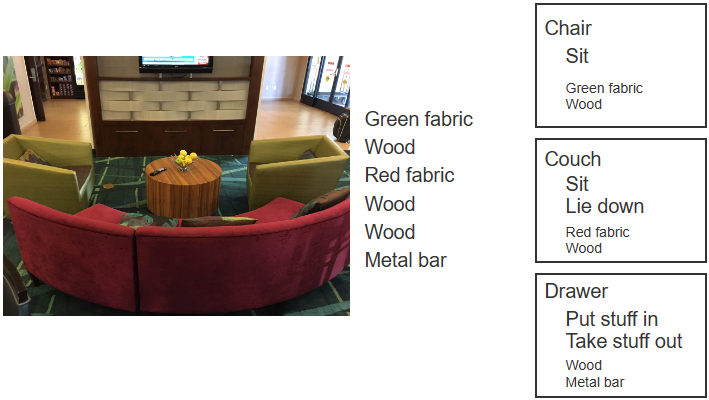 Green fabric
Wood
Red fabric
Wood
Wood
Metal bar
Chair
Sit
Green fabric
Wood
Couch
Sit
Lie down
Red fabric
Wood
Drawer
Put stuff in
Take stuff out
Wood
Metal bar